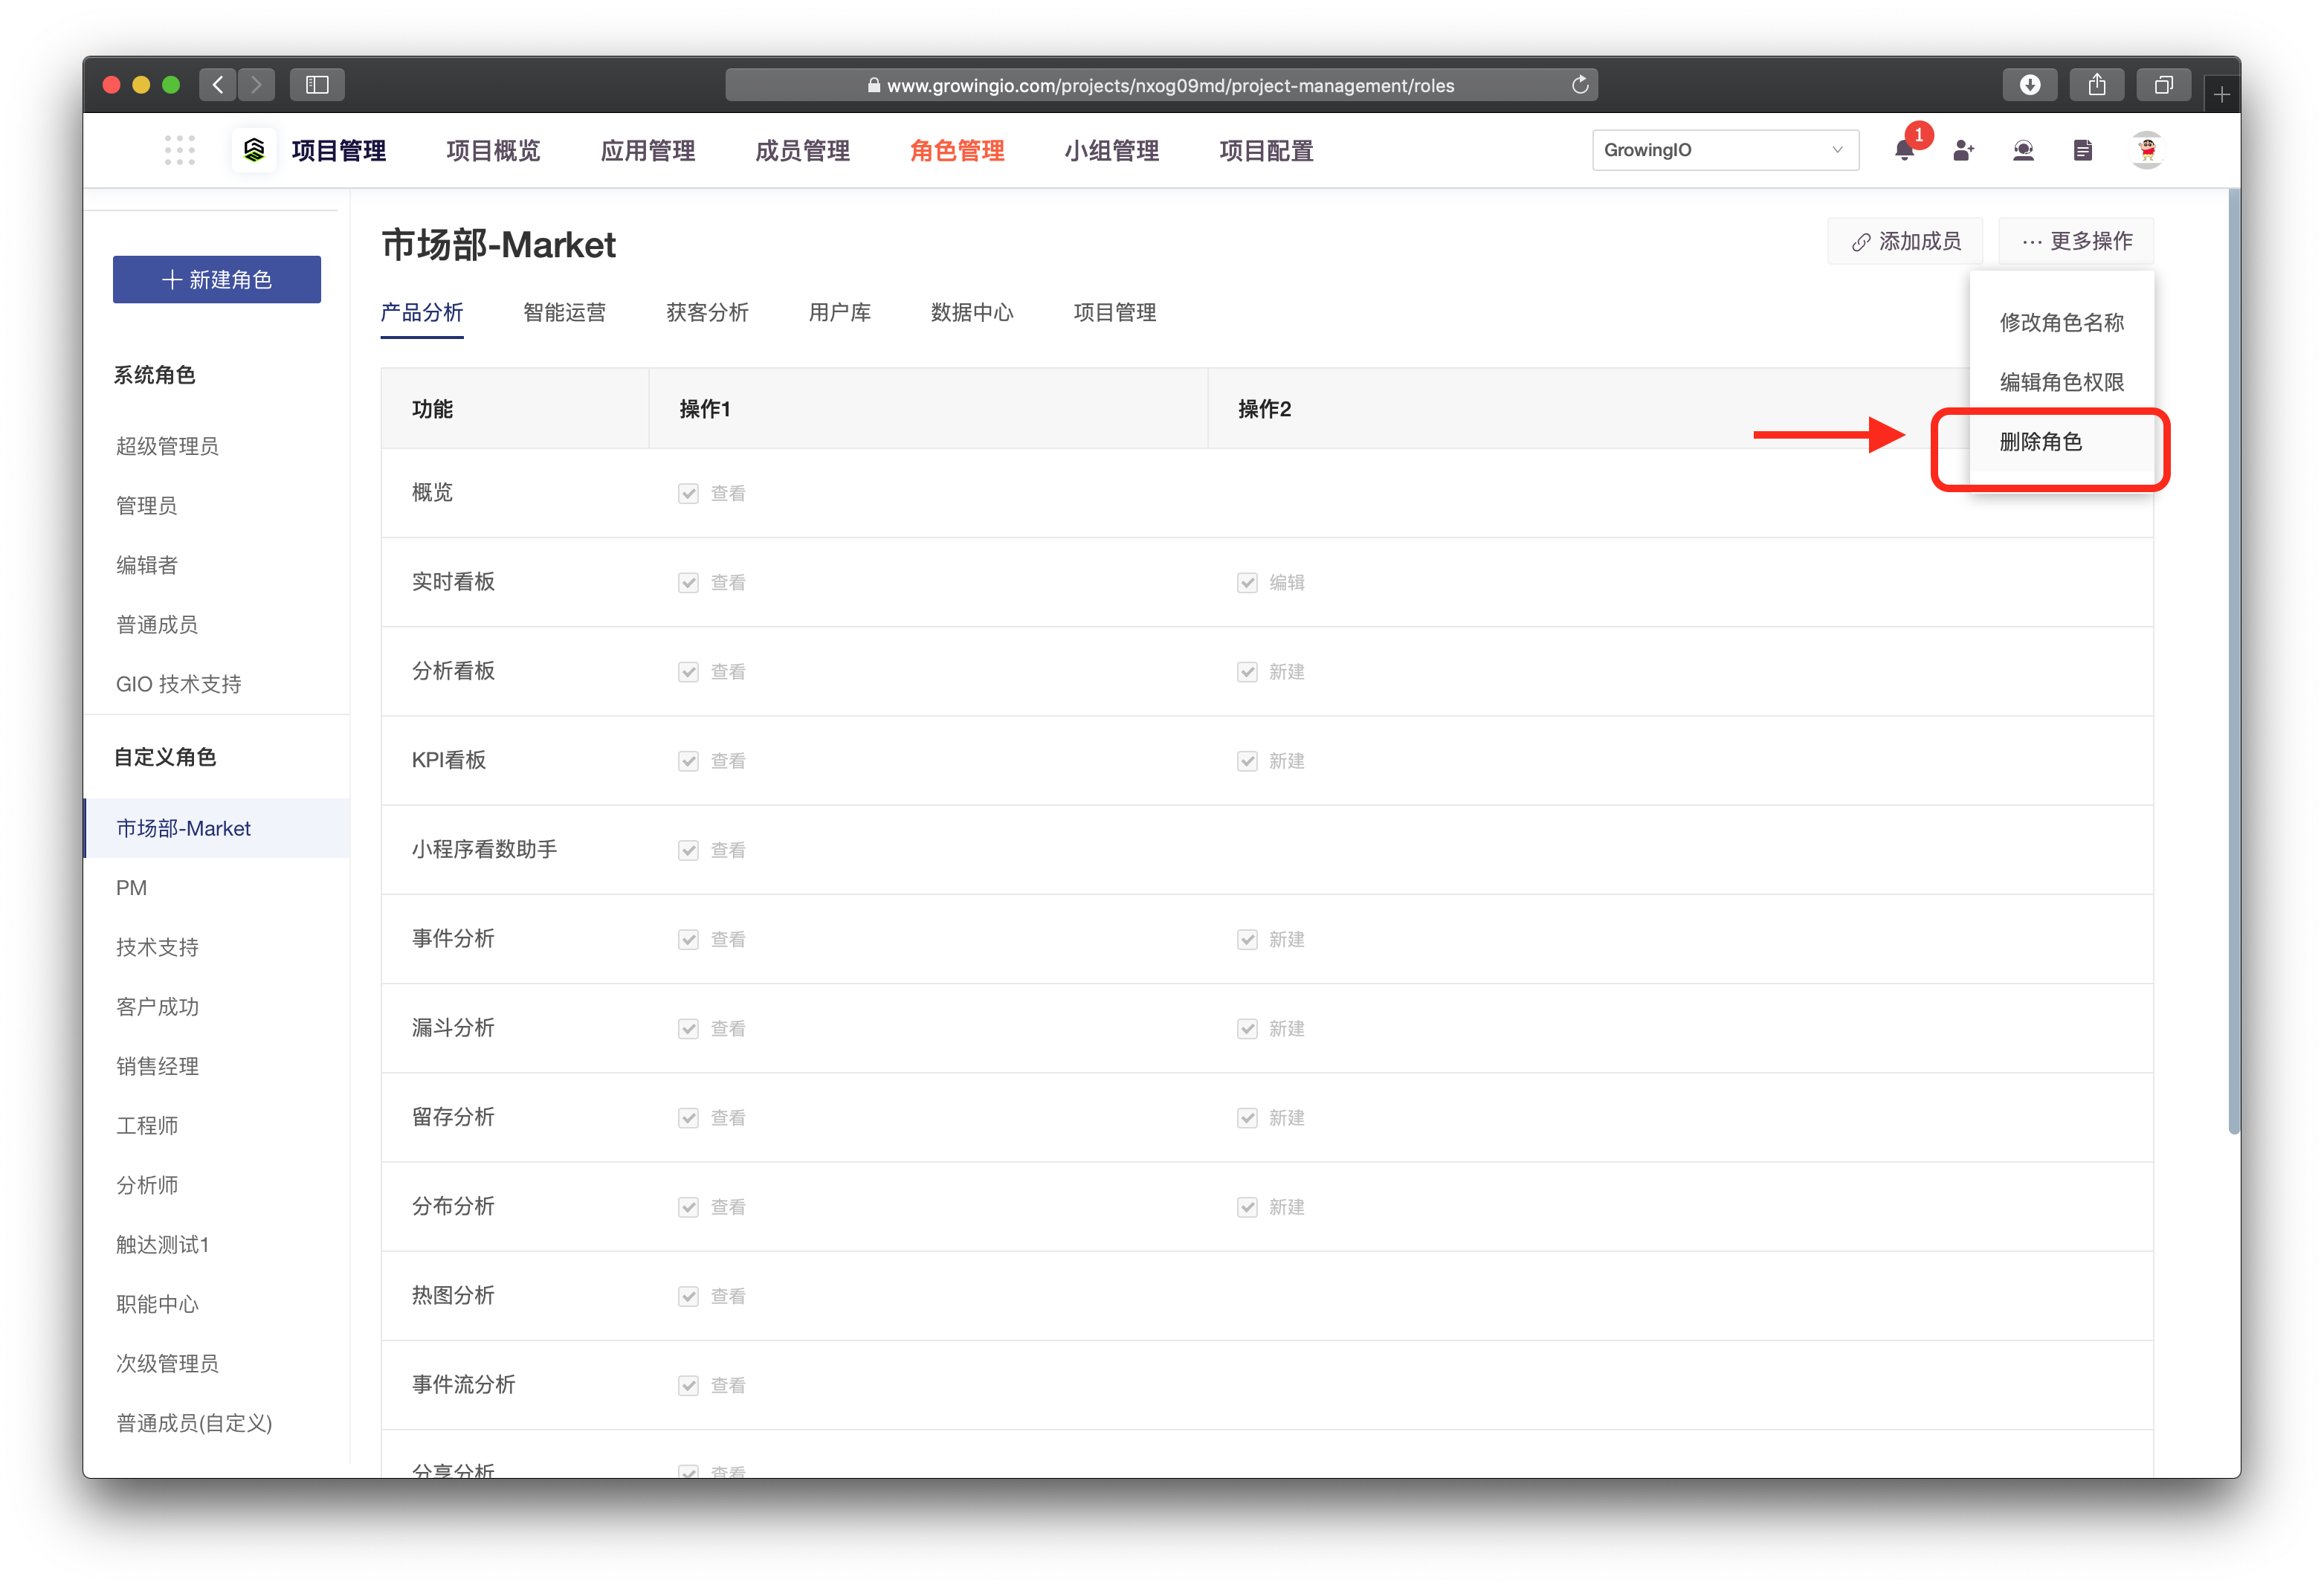 www.growingio.com/projects/nxog09md/project-management/roles
项目管理 项目概览 应用管理 成员管理 角色管理 小组管理 项目配置 GrowingIO 1
新建角色
系统角色
超级管理员
管理员
编辑者
普通成员
GIO 技术支持
自定义角色
市场部-Market
PM
技术支持
客户成功
销售经理
工程师
分析师
触达测试1
职能中心
次级管理员
普通成员(自定义)
市场部-Market
添加成员 ··· 更多操作
修改角色名称
编辑角色权限
删除角色
产品分析 智能运营 获客分析 用户库 数据中心 项目管理
功能 操作1 操作2
概览 查看
实时看板 查看 编辑
分析看板 查看 新建
KPI看板 查看 新建
小程序看数助手 查看
事件分析 查看 新建
漏斗分析 查看 新建
留存分析 查看 新建
分布分析 查看 新建
热图分析 查看
事件流分析 查看
分享分析 查看